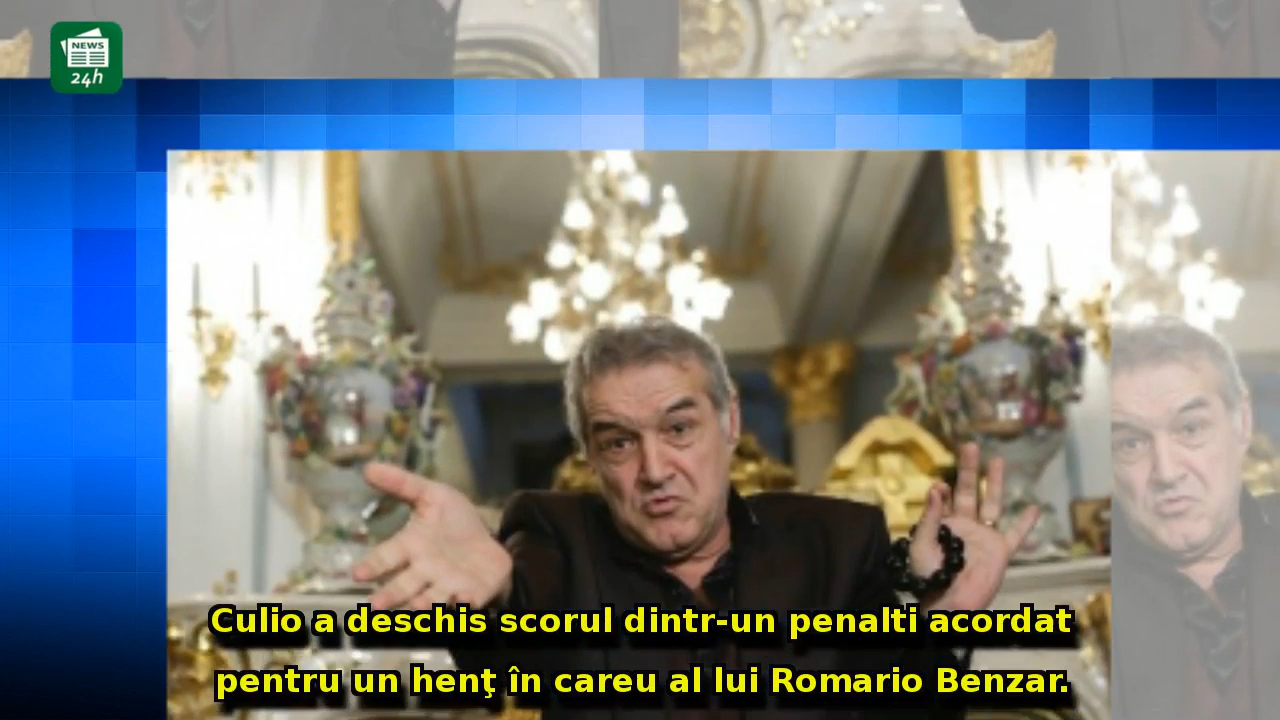 NEWS
24h
Culio a deschis scorul dintr-un penalti acordat
pentru un henţ în careu al lui Romario Benzar.